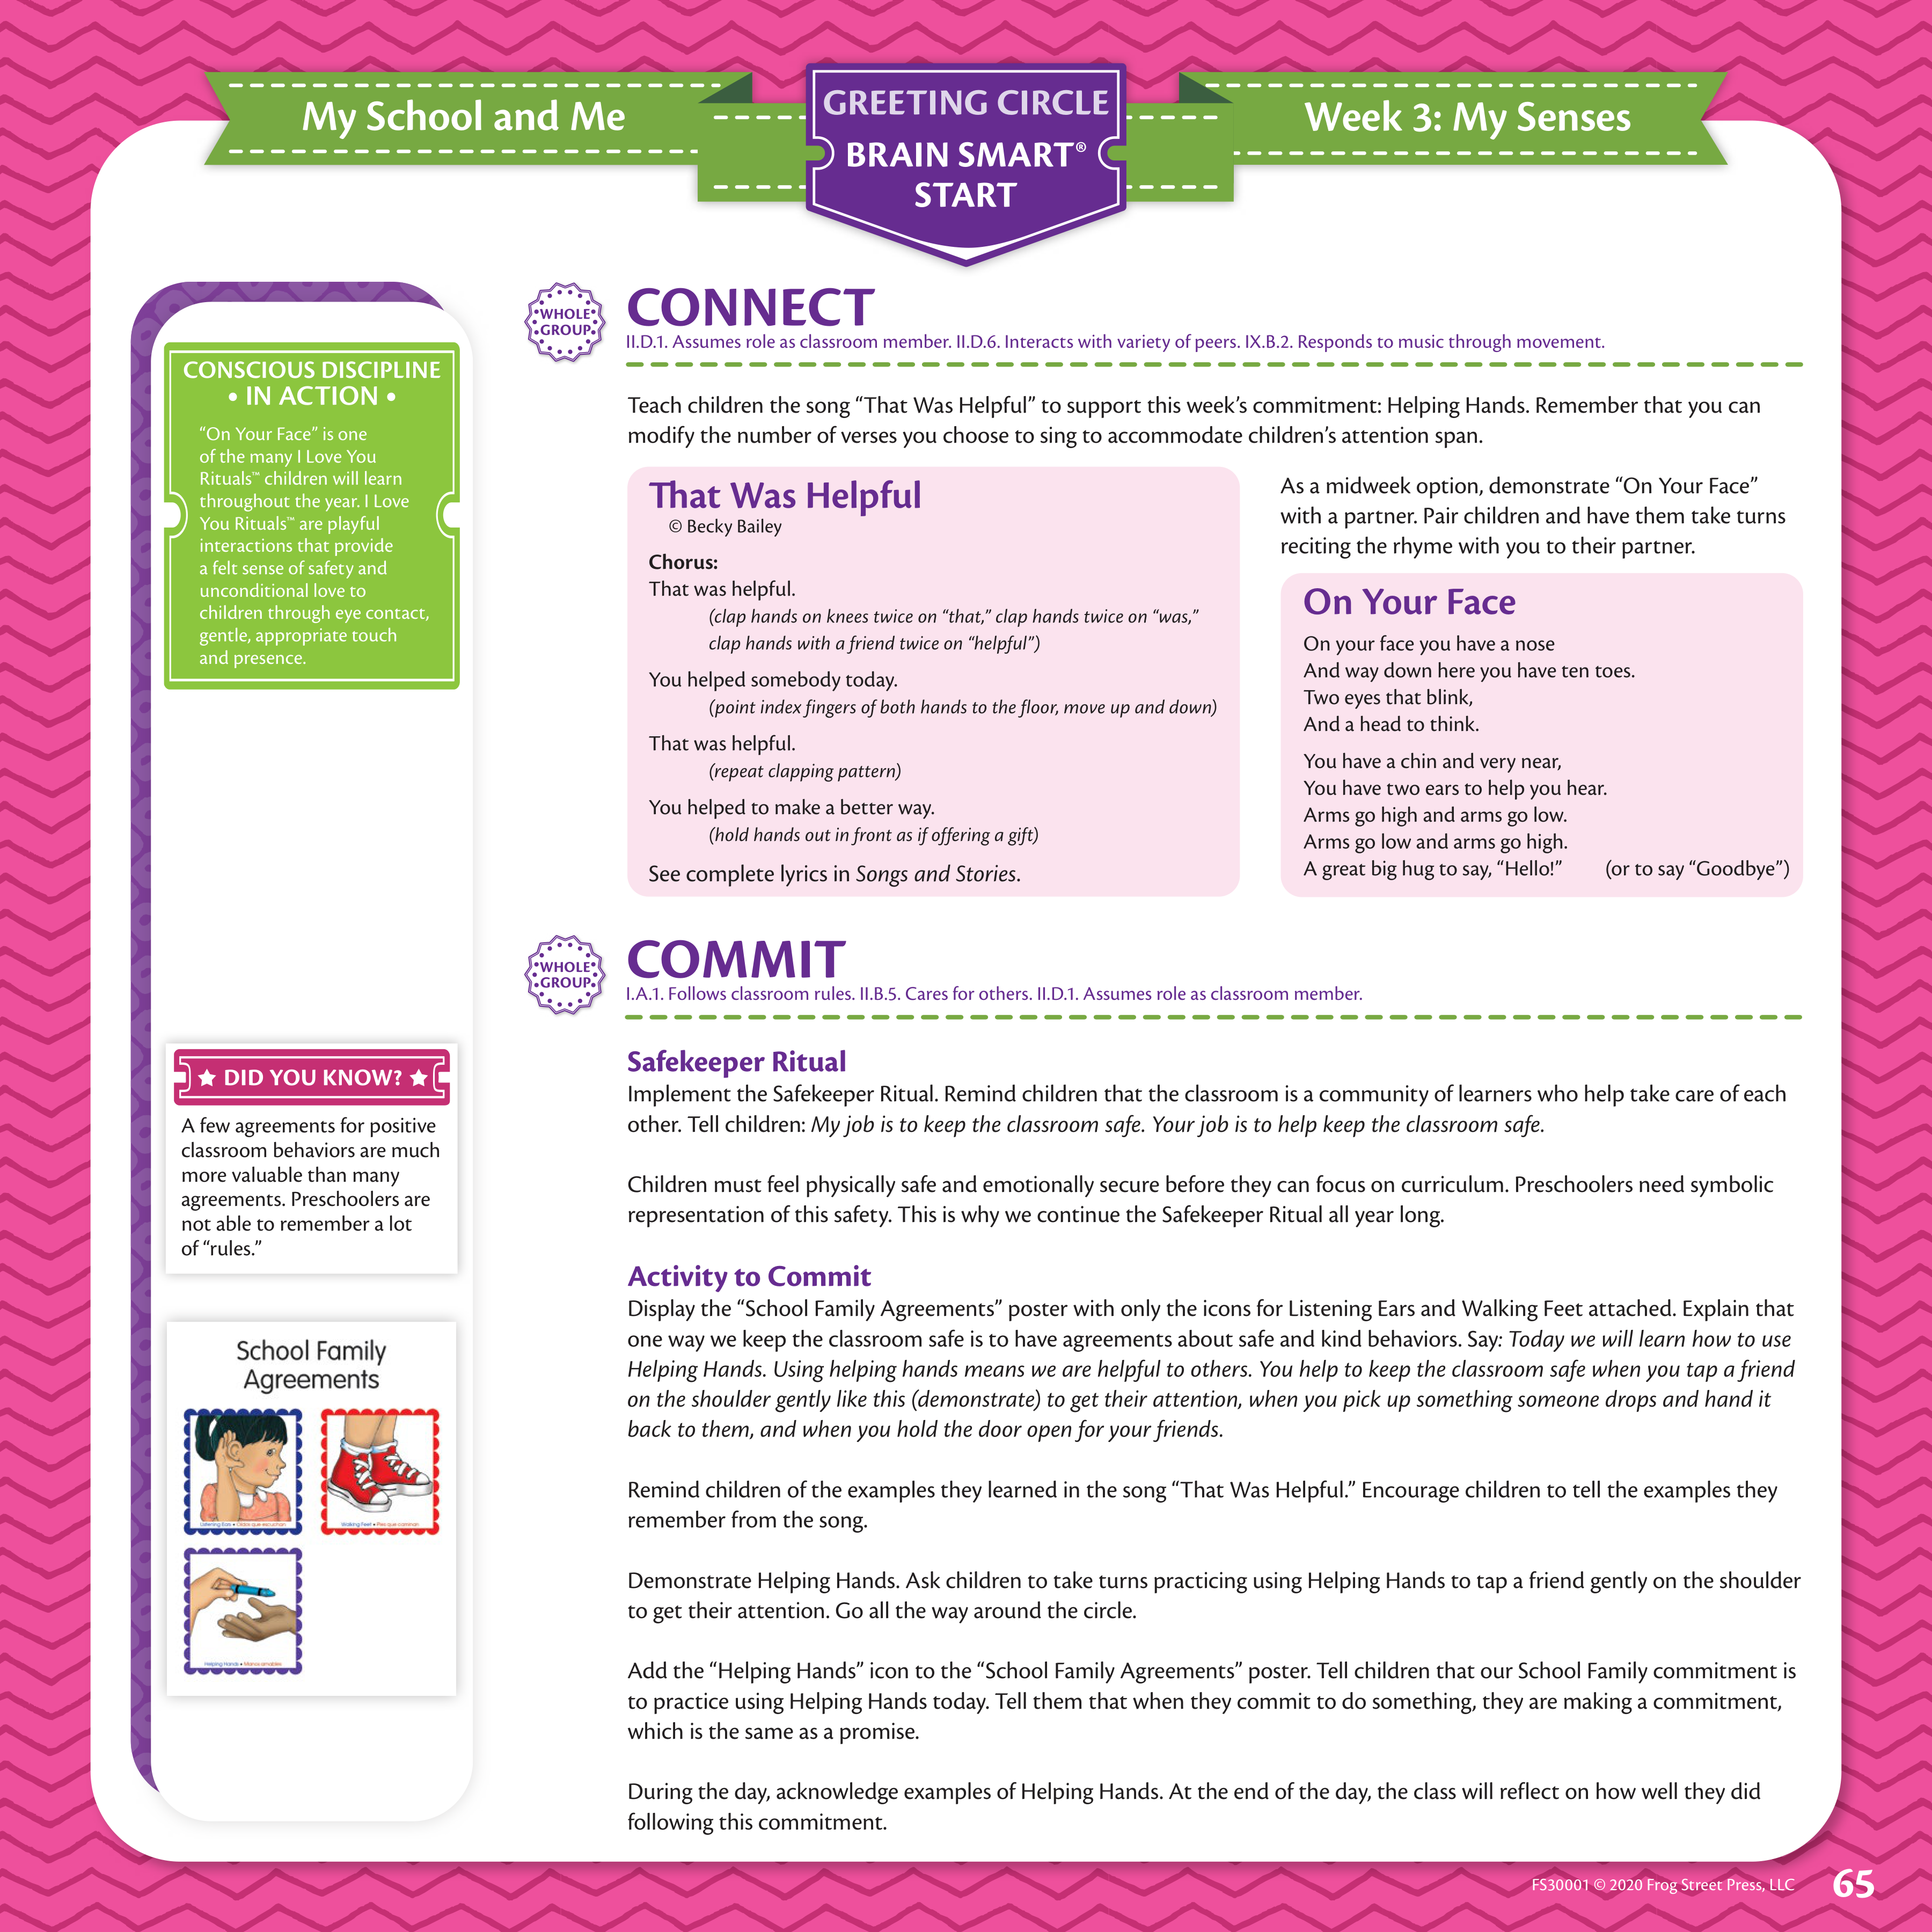 My School and Me
GREETING CIRCLE
BRAIN SMART®
START
Week 3: My Senses
CONSCIOUS DISCIPLINE
• IN ACTION •
“On Your Face” is one
of the many I Love You
Rituals™ children will learn
throughout the year. I Love
You Rituals™ are playful
interactions that provide
a felt sense of safety and
unconditional love to
children through eye contact,
gentle, appropriate touch
and presence.
DID YOU KNOW?
A few agreements for positive
classroom behaviors are much
more valuable than many
agreements. Preschoolers are
not able to remember a lot
of “rules.”
School Family
Agreements
Listening Ears • Oídos que escuchan
Walking Feet • Pies que caminan
Helping Hands • Manos amables
WHOLE
GROUP
CONNECT
II.D.1. Assumes role as classroom member. II.D.6. Interacts with variety of peers. IX.B.2. Responds to music through movement.
Teach children the song “That Was Helpful” to support this week’s commitment: Helping Hands. Remember that you can
modify the number of verses you choose to sing to accommodate children’s attention span.
That Was Helpful
© Becky Bailey
Chorus:
That was helpful.
(clap hands on knees twice on “that,” clap hands twice on “was,”
clap hands with a friend twice on “helpful”)
You helped somebody today.
(point index fingers of both hands to the floor, move up and down)
That was helpful.
(repeat clapping pattern)
You helped to make a better way.
(hold hands out in front as if offering a gift)
See complete lyrics in Songs and Stories.
As a midweek option, demonstrate “On Your Face”
with a partner. Pair children and have them take turns
reciting the rhyme with you to their partner.
On Your Face
On your face you have a nose
And way down here you have ten toes.
Two eyes that blink,
And a head to think.
You have a chin and very near,
You have two ears to help you hear.
Arms go high and arms go low.
Arms go low and arms go high.
A great big hug to say, “Hello!” (or to say “Goodbye”)
WHOLE
GROUP
COMMIT
I.A.1. Follows classroom rules. II.B.5. Cares for others. II.D.1. Assumes role as classroom member.
Safekeeper Ritual
Implement the Safekeeper Ritual. Remind children that the classroom is a community of learners who help take care of each
other. Tell children: My job is to keep the classroom safe. Your job is to help keep the classroom safe.
Children must feel physically safe and emotionally secure before they can focus on curriculum. Preschoolers need symbolic
representation of this safety. This is why we continue the Safekeeper Ritual all year long.
Activity to Commit
Display the “School Family Agreements” poster with only the icons for Listening Ears and Walking Feet attached. Explain that
one way we keep the classroom safe is to have agreements about safe and kind behaviors. Say: Today we will learn how to use
Helping Hands. Using helping hands means we are helpful to others. You help to keep the classroom safe when you tap a friend
on the shoulder gently like this (demonstrate) to get their attention, when you pick up something someone drops and hand it
back to them, and when you hold the door open for your friends.
Remind children of the examples they learned in the song “That Was Helpful.” Encourage children to tell the examples they
remember from the song.
Demonstrate Helping Hands. Ask children to take turns practicing using Helping Hands to tap a friend gently on the shoulder
to get their attention. Go all the way around the circle.
Add the “Helping Hands” icon to the “School Family Agreements” poster. Tell children that our School Family commitment is
to practice using Helping Hands today. Tell them that when they commit to do something, they are making a commitment,
which is the same as a promise.
During the day, acknowledge examples of Helping Hands. At the end of the day, the class will reflect on how well they did
following this commitment.
FS30001 © 2020 Frog Street Press, LLC 65